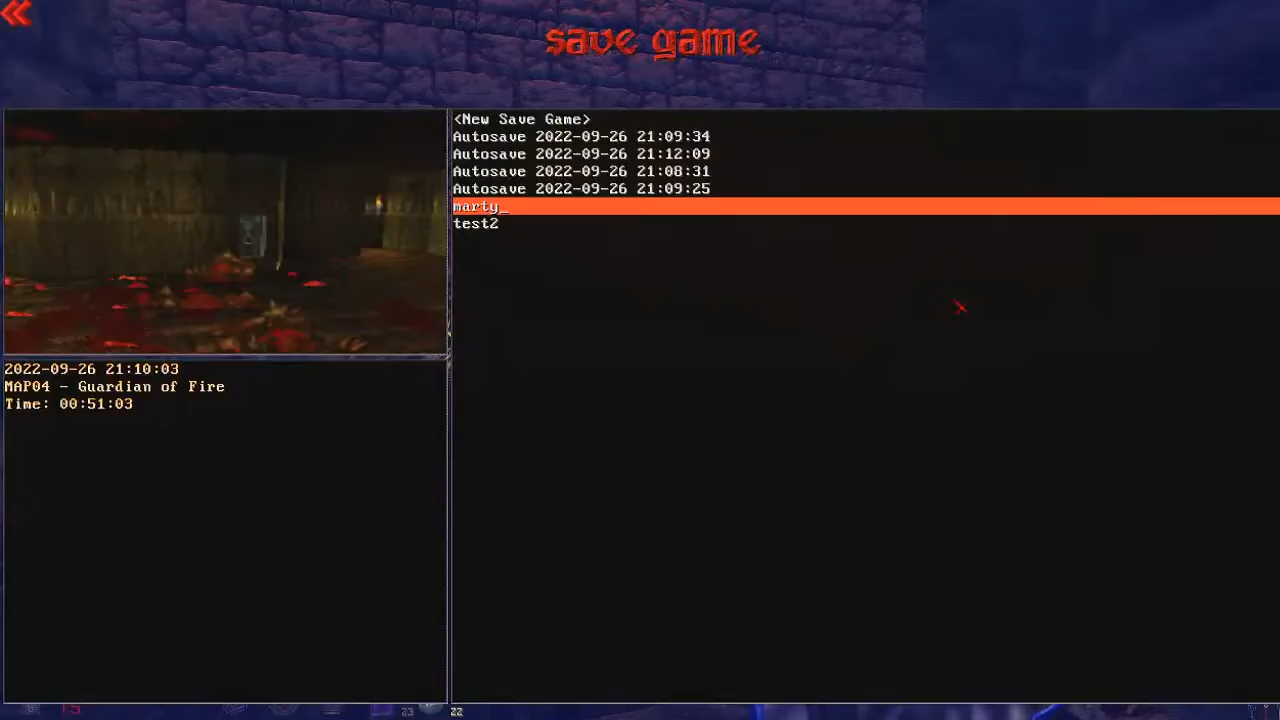 save game
<New Save Game>
Autosave 2022-09-26 21:09:34
Autosave 2022-09-26 21:12:09
Autosave 2022-09-26 21:08:31
Autosave 2022-09-26 21:09:25
marty_
test2
2022-09-26 21:10:03
MAP04 - Guardian of Fire
Time: 00:51:03
23
22